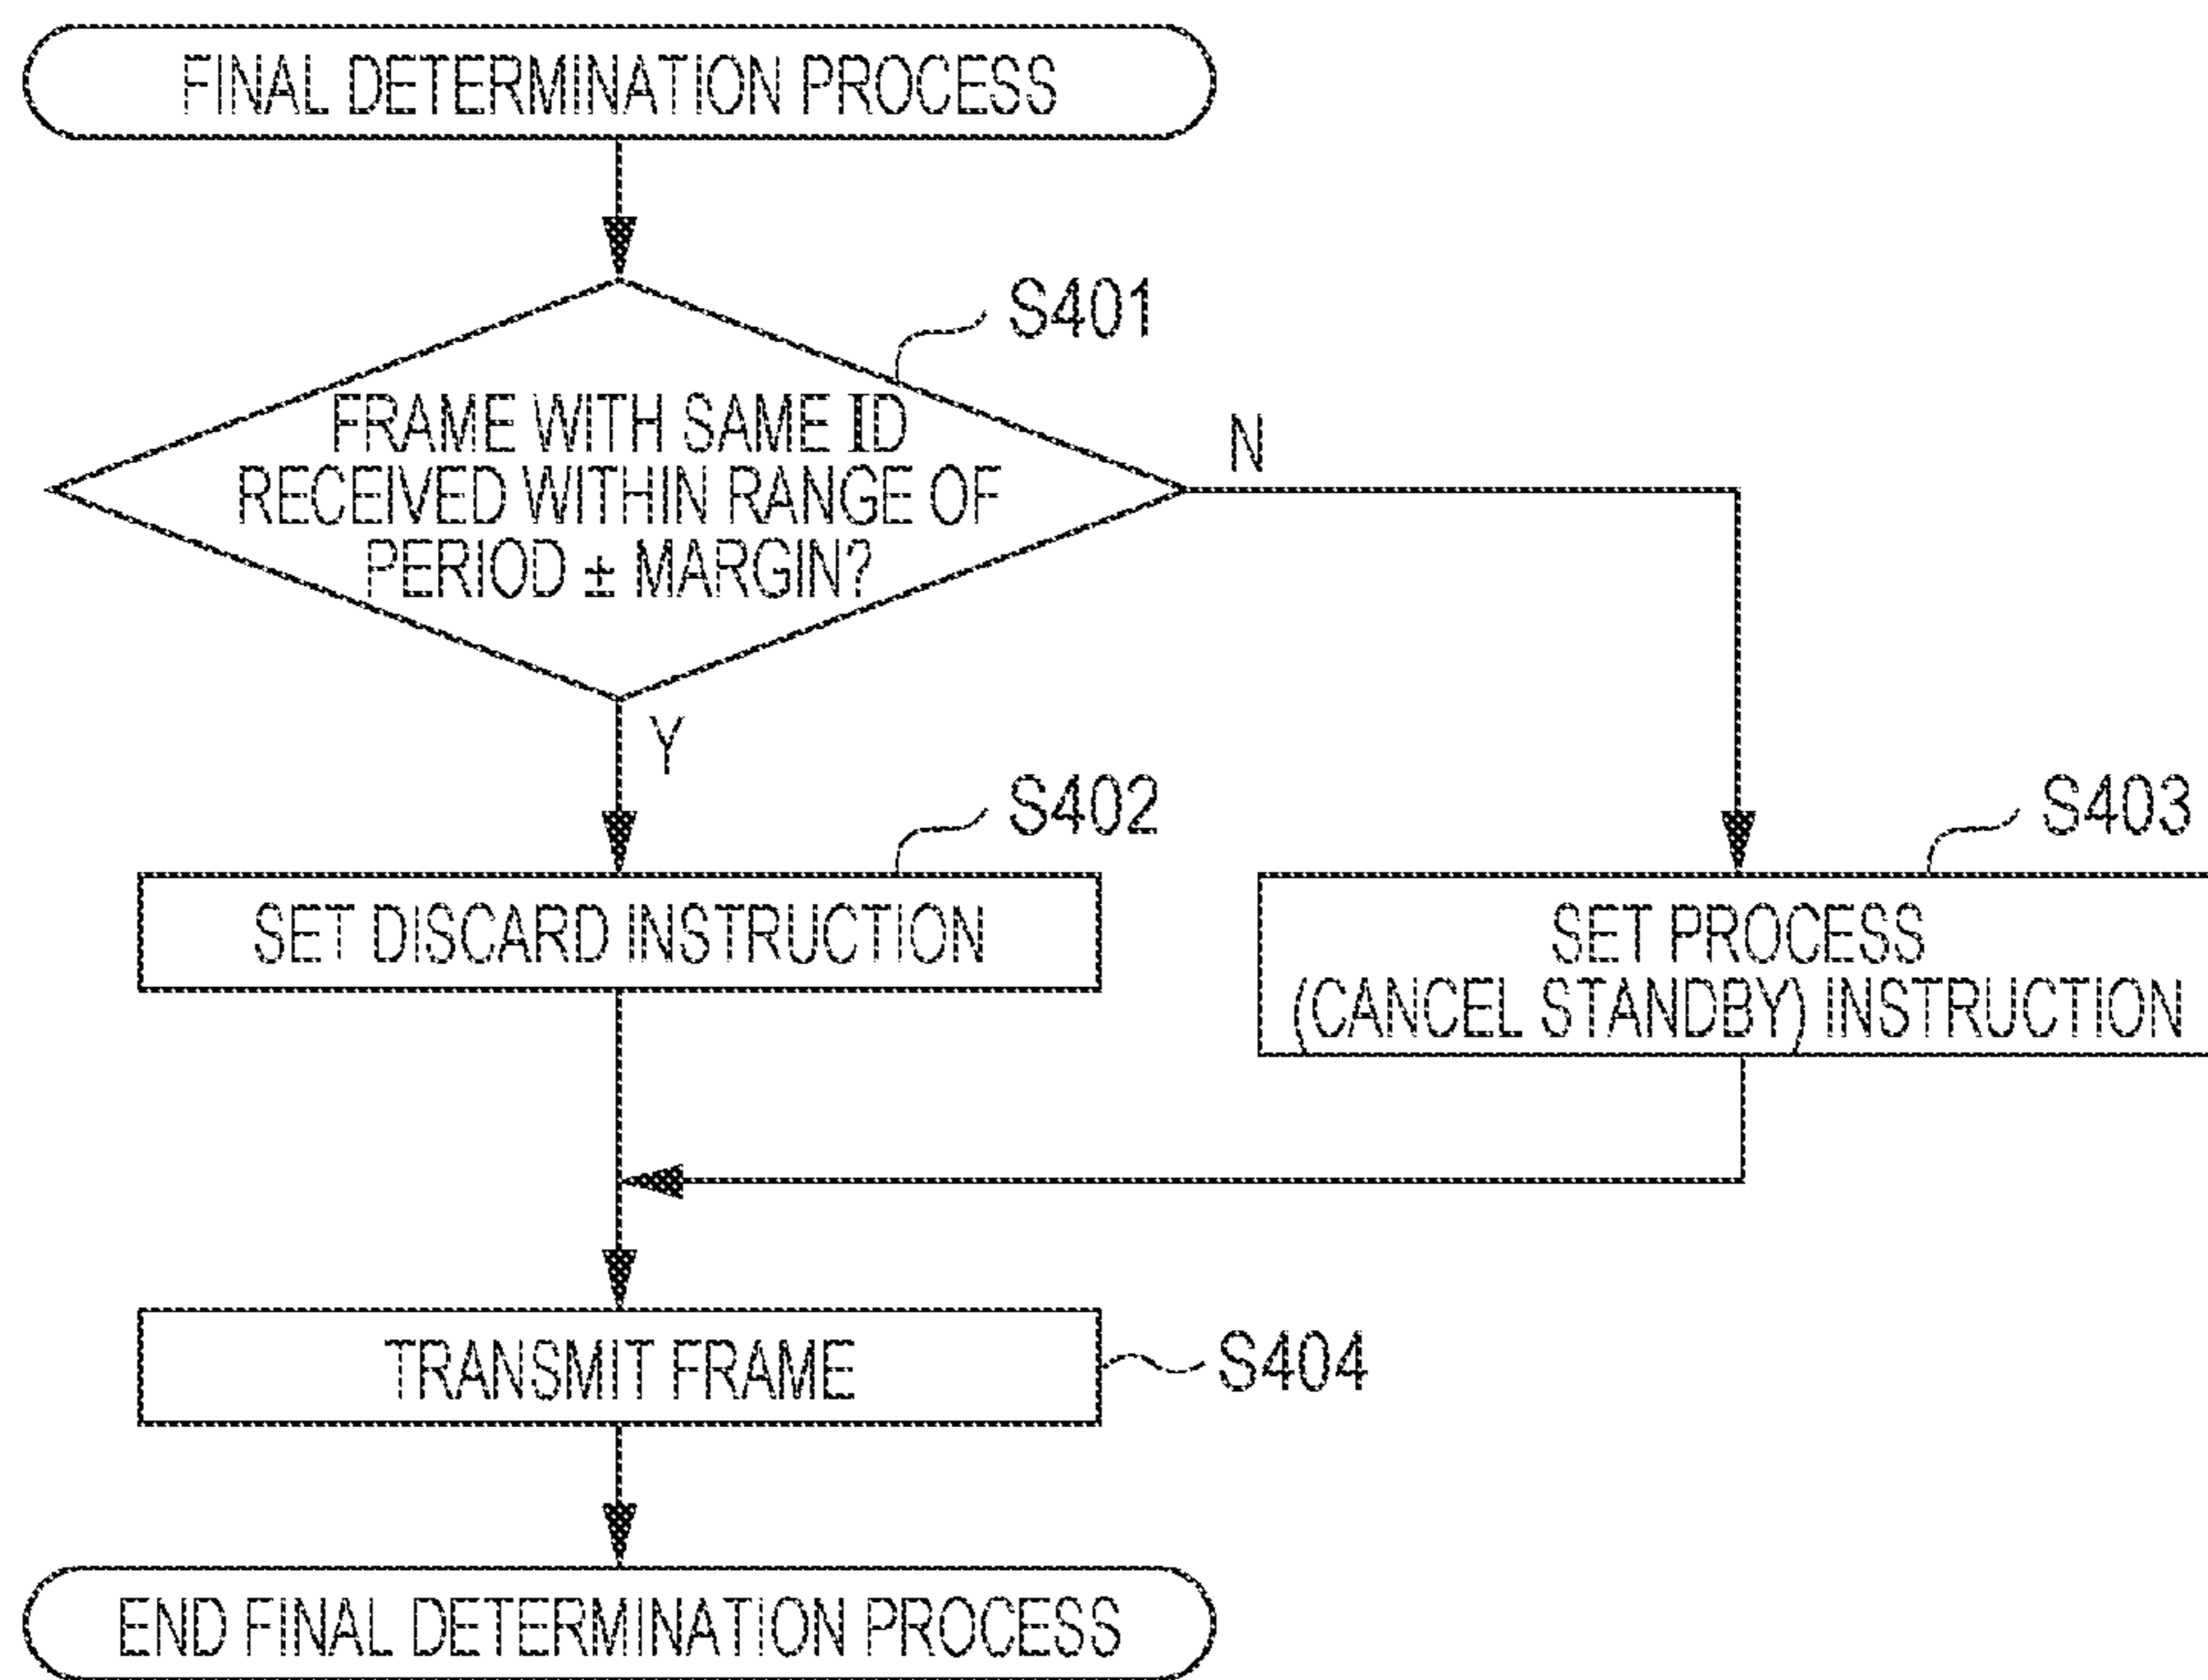 FINAL DETERMINATION PROCESS
S401
FRAME WITH SAME ID
RECEIVED WITHIN RANGE OF
PERIOD ± MARGIN?
N
Y
S402
SET DISCARD INSTRUCTION
S403
SET PROCESS
(CANCEL STANDBY) INSTRUCTION
TRANSMIT FRAME
S404
END FINAL DETERMINATION PROCESS